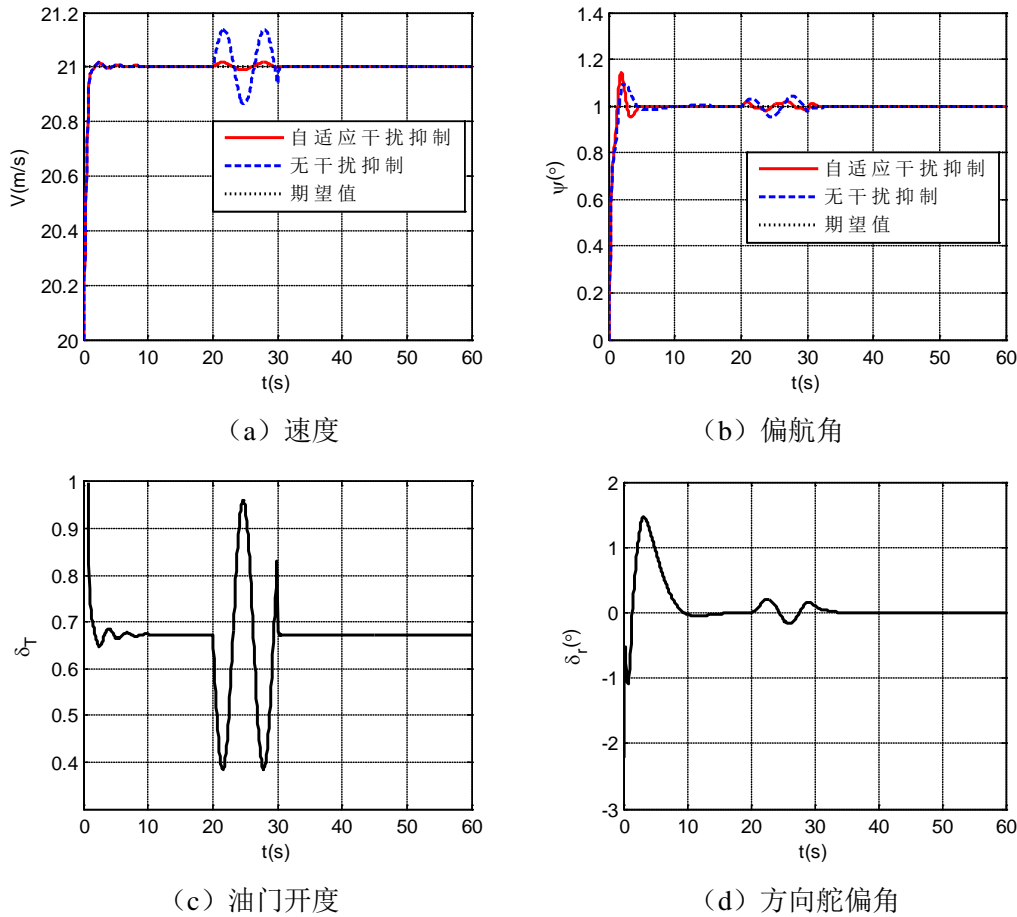 21.2
21
20.8
20.6
20.4
20.2
20
V(m/s)
自适应干扰抑制
无干扰抑制
期望值
0 10 20 30 40 50 60
t(s)
(a)速度
1.4
1.2
1
0.8
0.6
0.4
0.2
0
ψ(°)
自适应干扰抑制
无干扰抑制
期望值
0 10 20 30 40 50 60
t(s)
(b)偏航角
1
0.9
0.8
0.7
0.6
0.5
0.4
δT
0 10 20 30 40 50 60
t(s)
(c)油门开度
2
1
0
-1
-2
-3
δr(°)
0 10 20 30 40 50 60
t(s)
(d)方向舵偏角